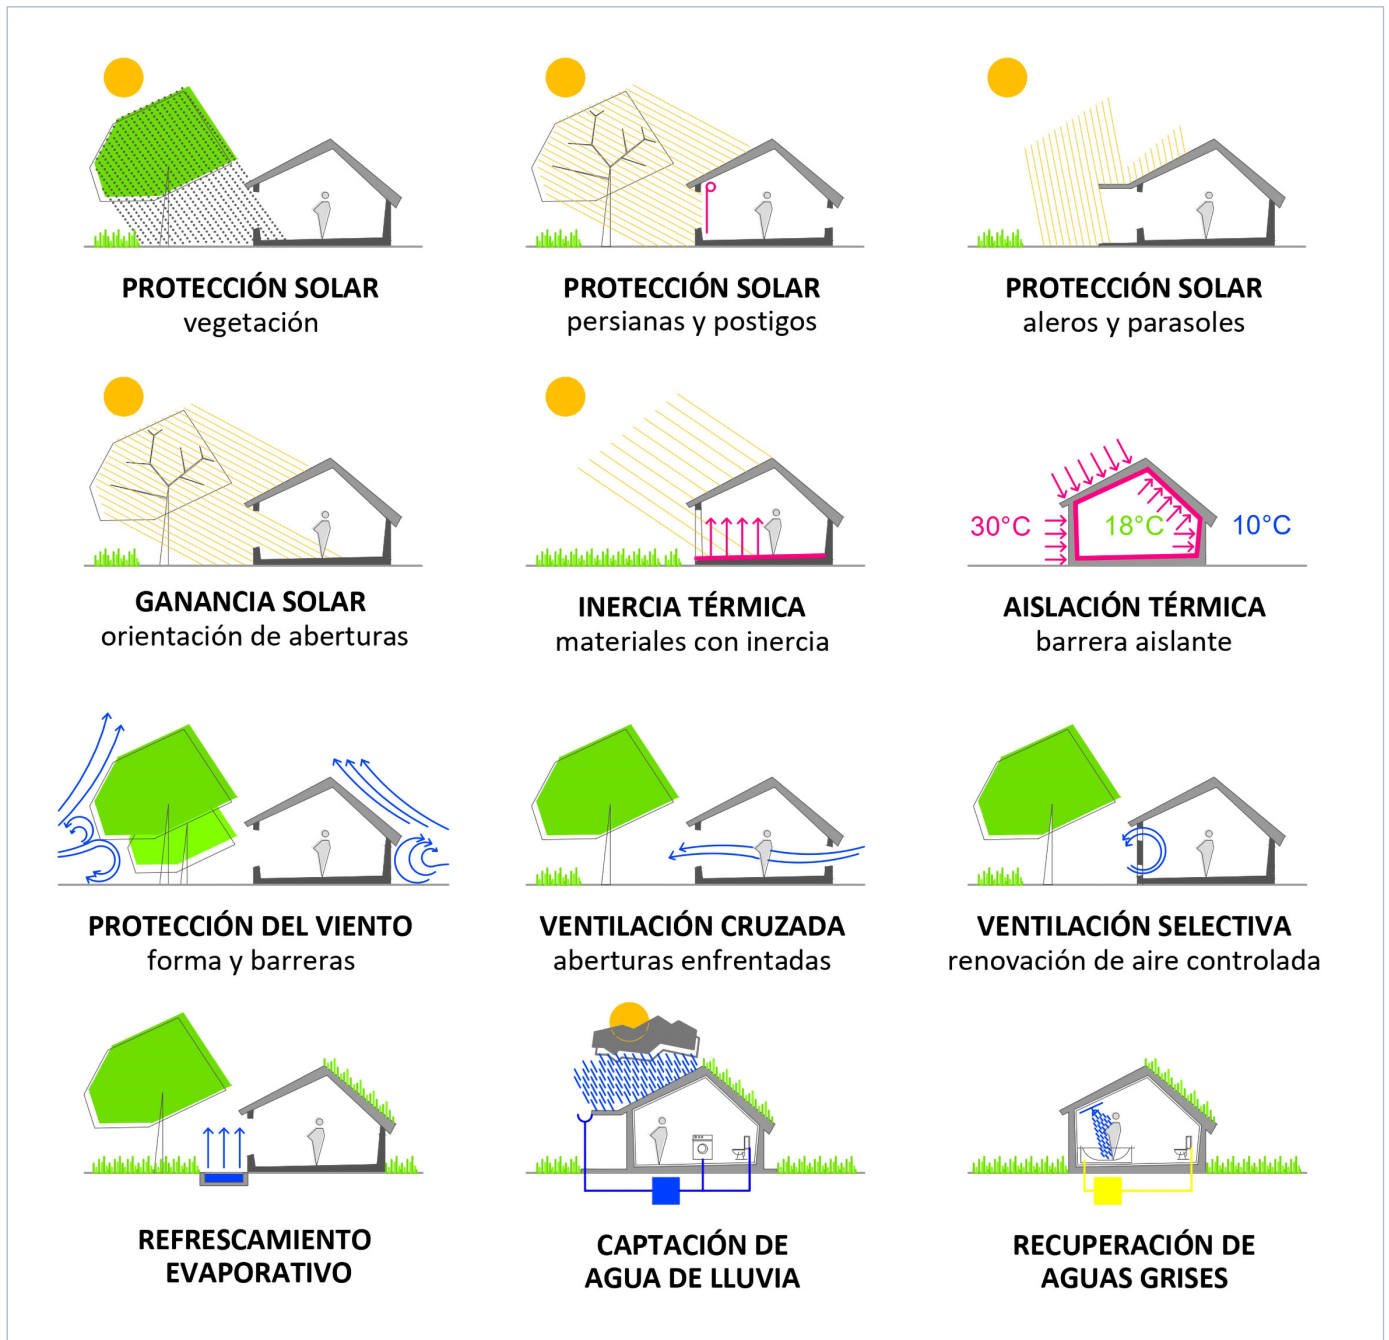 PROTECCIÓN SOLAR
vegetación
PROTECCIÓN SOLAR
persianas y postigos
PROTECCIÓN SOLAR
aleros y parasoles
GANANCIA SOLAR
orientación de aberturas
INERCIA TÉRMICA
materiales con inercia
30°C
18°C
10°C
AISLACIÓN TÉRMICA
barrera aislante
PROTECCIÓN DEL VIENTO
forma y barreras
VENTILACIÓN CRUZADA
aberturas enfrentadas
VENTILACIÓN SELECTIVA
renovación de aire controlada
REFRESCAMIENTO
EVAPORATIVO
CAPTACIÓN DE
AGUA DE LLUVIA
RECUPERACIÓN DE
AGUAS GRISES